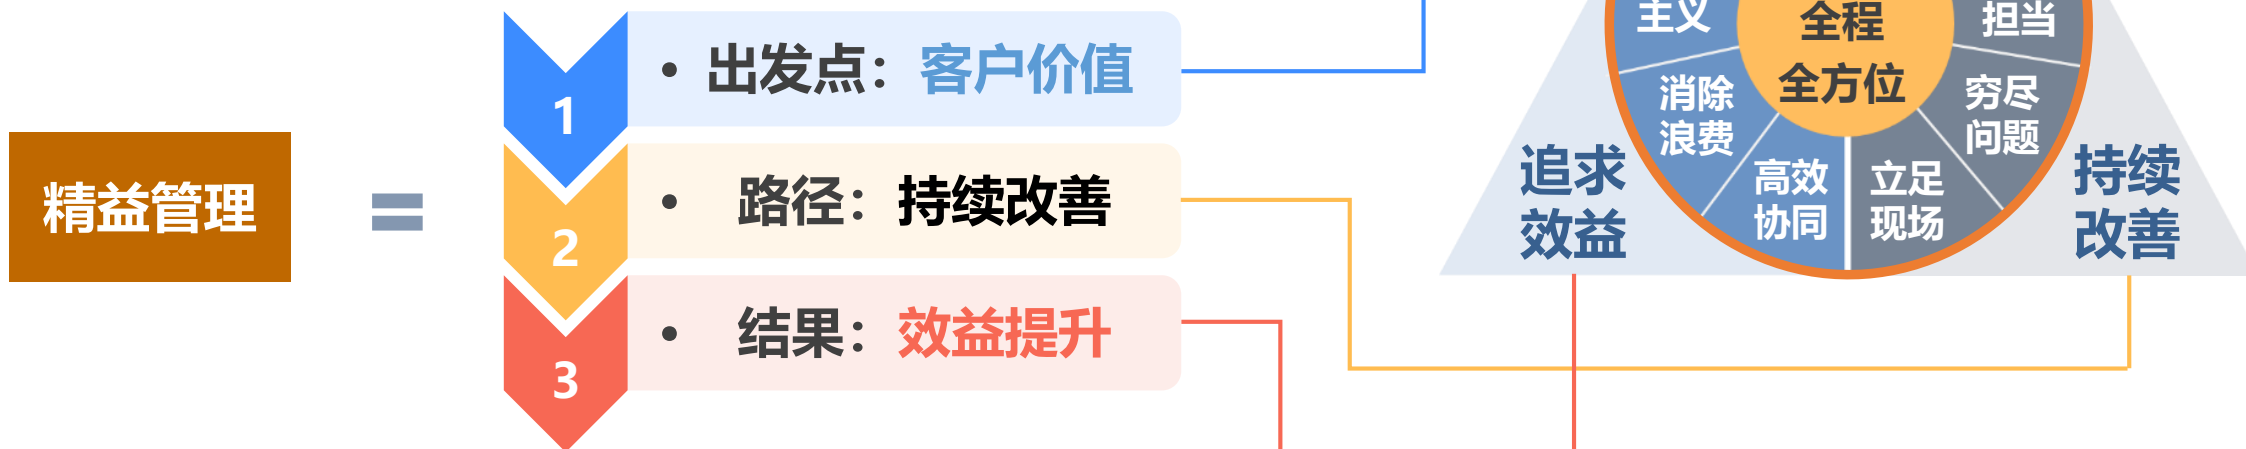 精益管理
=
1
• 出发点：客户价值
2
• 路径：持续改善
3
• 结果：效益提升
主义
全程
全方位
担当
消除
浪费
穷尽
问题
高效
协同
立足
现场
追求
效益
持续
改善